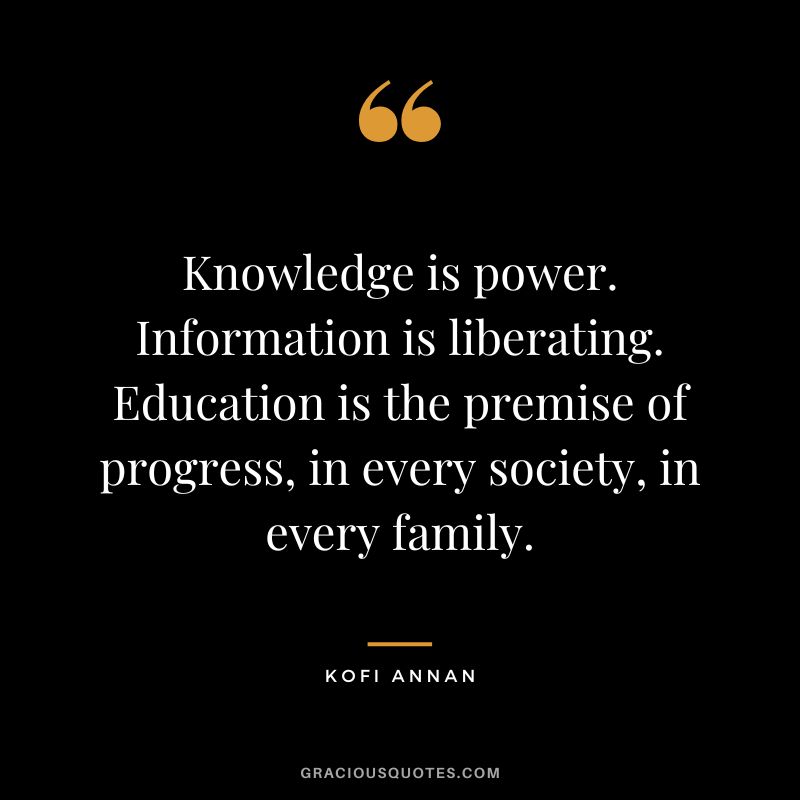 “
Knowledge is power.
Information is liberating.
Education is the premise of
progress, in every society, in
every family.
KOFI ANNAN
GRACIOUSQUOTES.COM